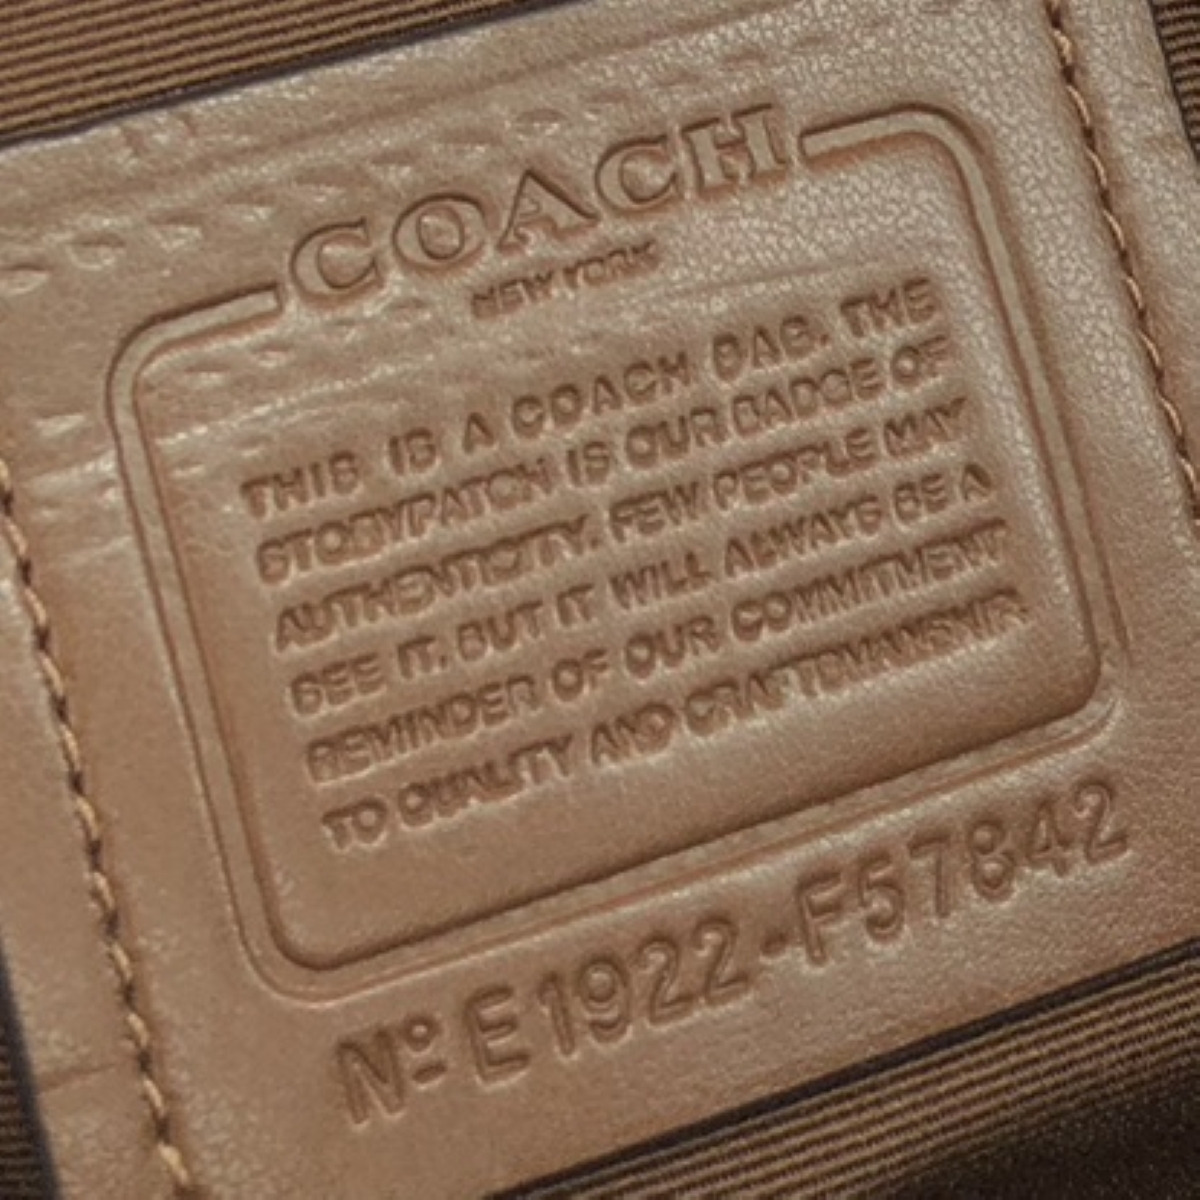 COACH
NEW YORK
THIS IS A COACH BAG. THE
STORYPATCH IS OUR BADGE OF
AUTHENTICITY. FEW PEOPLE MAY
SEE IT. BUT IT WILL ALWAYS BE A
REMINDER OF OUR COMMITMENT
TO QUALITY AND CRAFTSMANSHIP.
Nº E1922-F57842